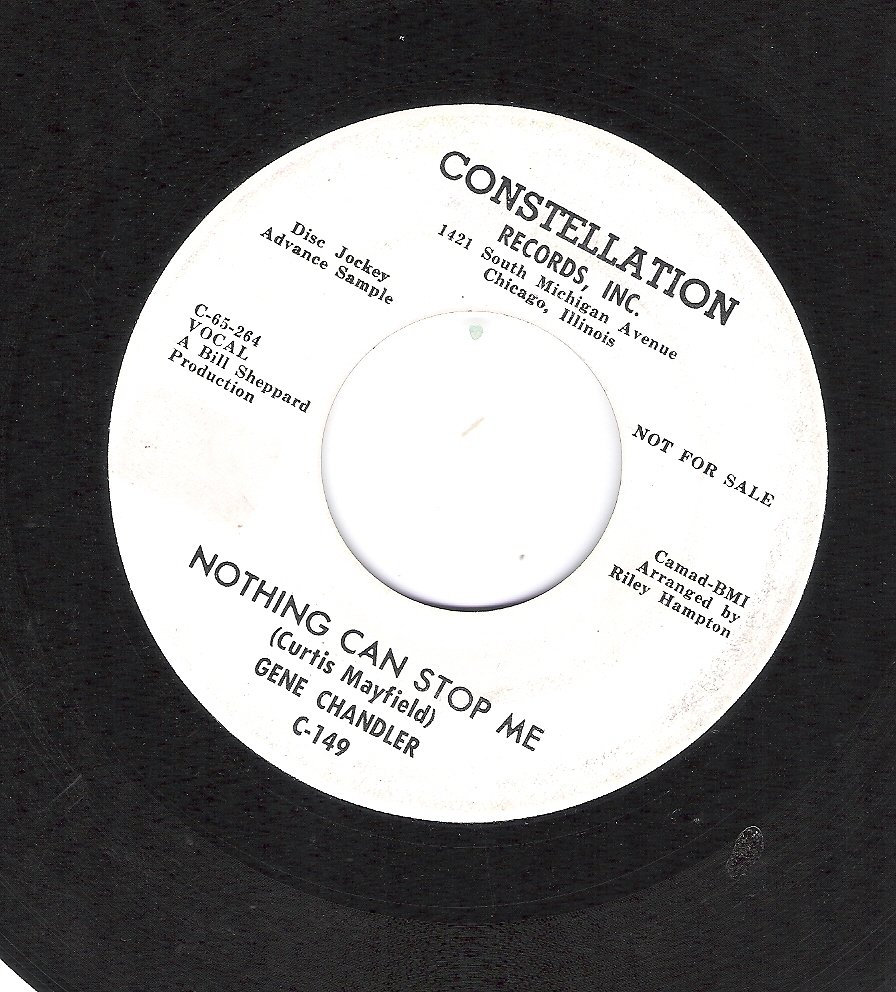 CONSTELLATION
RECORDS, INC.
1421 South Michigan Avenue
Chicago, Illinois
Disc Jockey
Advance Sample
C-65-264
VOCAL
A Bill Sheppard
Production
NOT FOR SALE
Camad-BMI
Arranged by
Riley Hampton
NOTHING CAN STOP ME
(Curtis Mayfield)
GENE CHANDLER
C-149